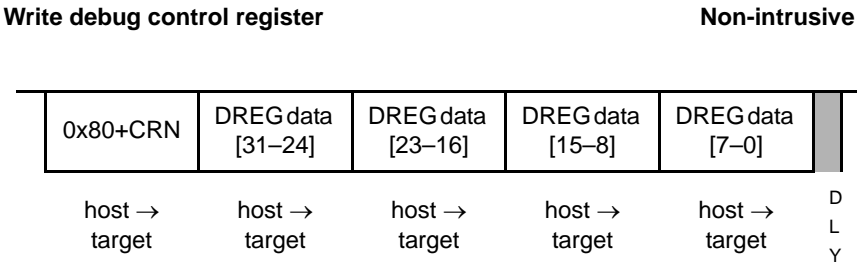 Write debug control register Non-intrusive
0x80+CRN DREG data DREG data DREG data DREG data
[31–24] [23–16] [15–8] [7–0]
host → host → host → host → host → D
target target target target target L
Y